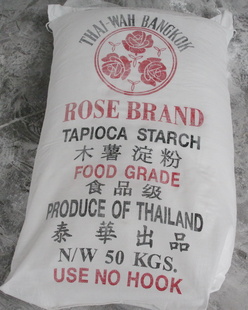 THAI-WAH BANGKOK
ROSE BRAND
TAPIOCA STARCH
木薯淀粉
FOOD GRADE
食品级
PRODUCE OF THAILAND
泰華出品
N/W 50 KGS.
USE NO HOOK